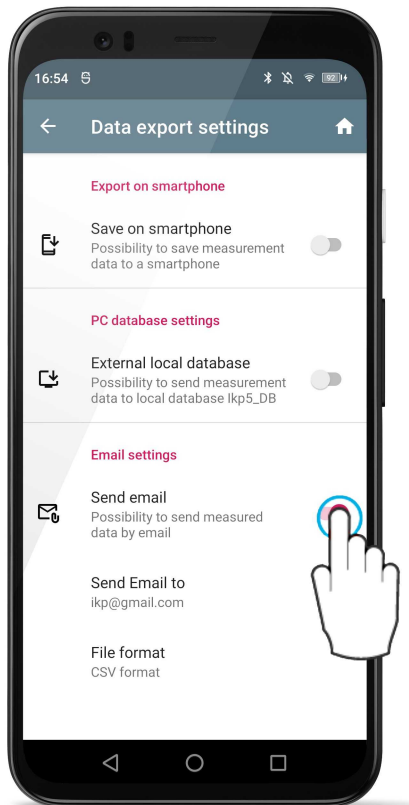 16:54
92
Data export settings
Export on smartphone
Save on smartphone
Possibility to save measurement
data to a smartphone
PC database settings
External local database
Possibility to send measurement
data to local database Ikp5_DB
Email settings
Send email
Possibility to send measured
data by email
Send Email to
ikp@gmail.com
File format
CSV format